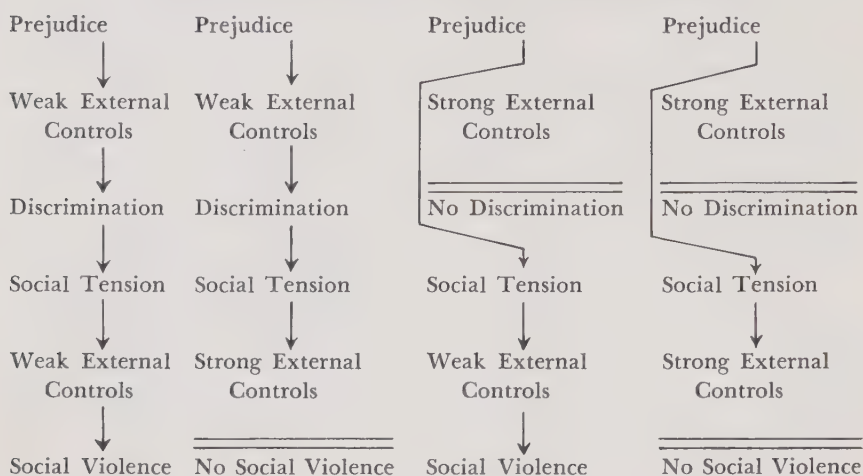 Prejudice Prejudice Prejudice Prejudice
Weak External Weak External Strong External Strong External
Controls Controls Controls Controls
Discrimination Discrimination No Discrimination No Discrimination
Social Tension Social Tension Social Tension Social Tension
Weak External Strong External Weak External Strong External
Controls Controls Controls Controls
Social Violence No Social Violence Social Violence No Social Violence